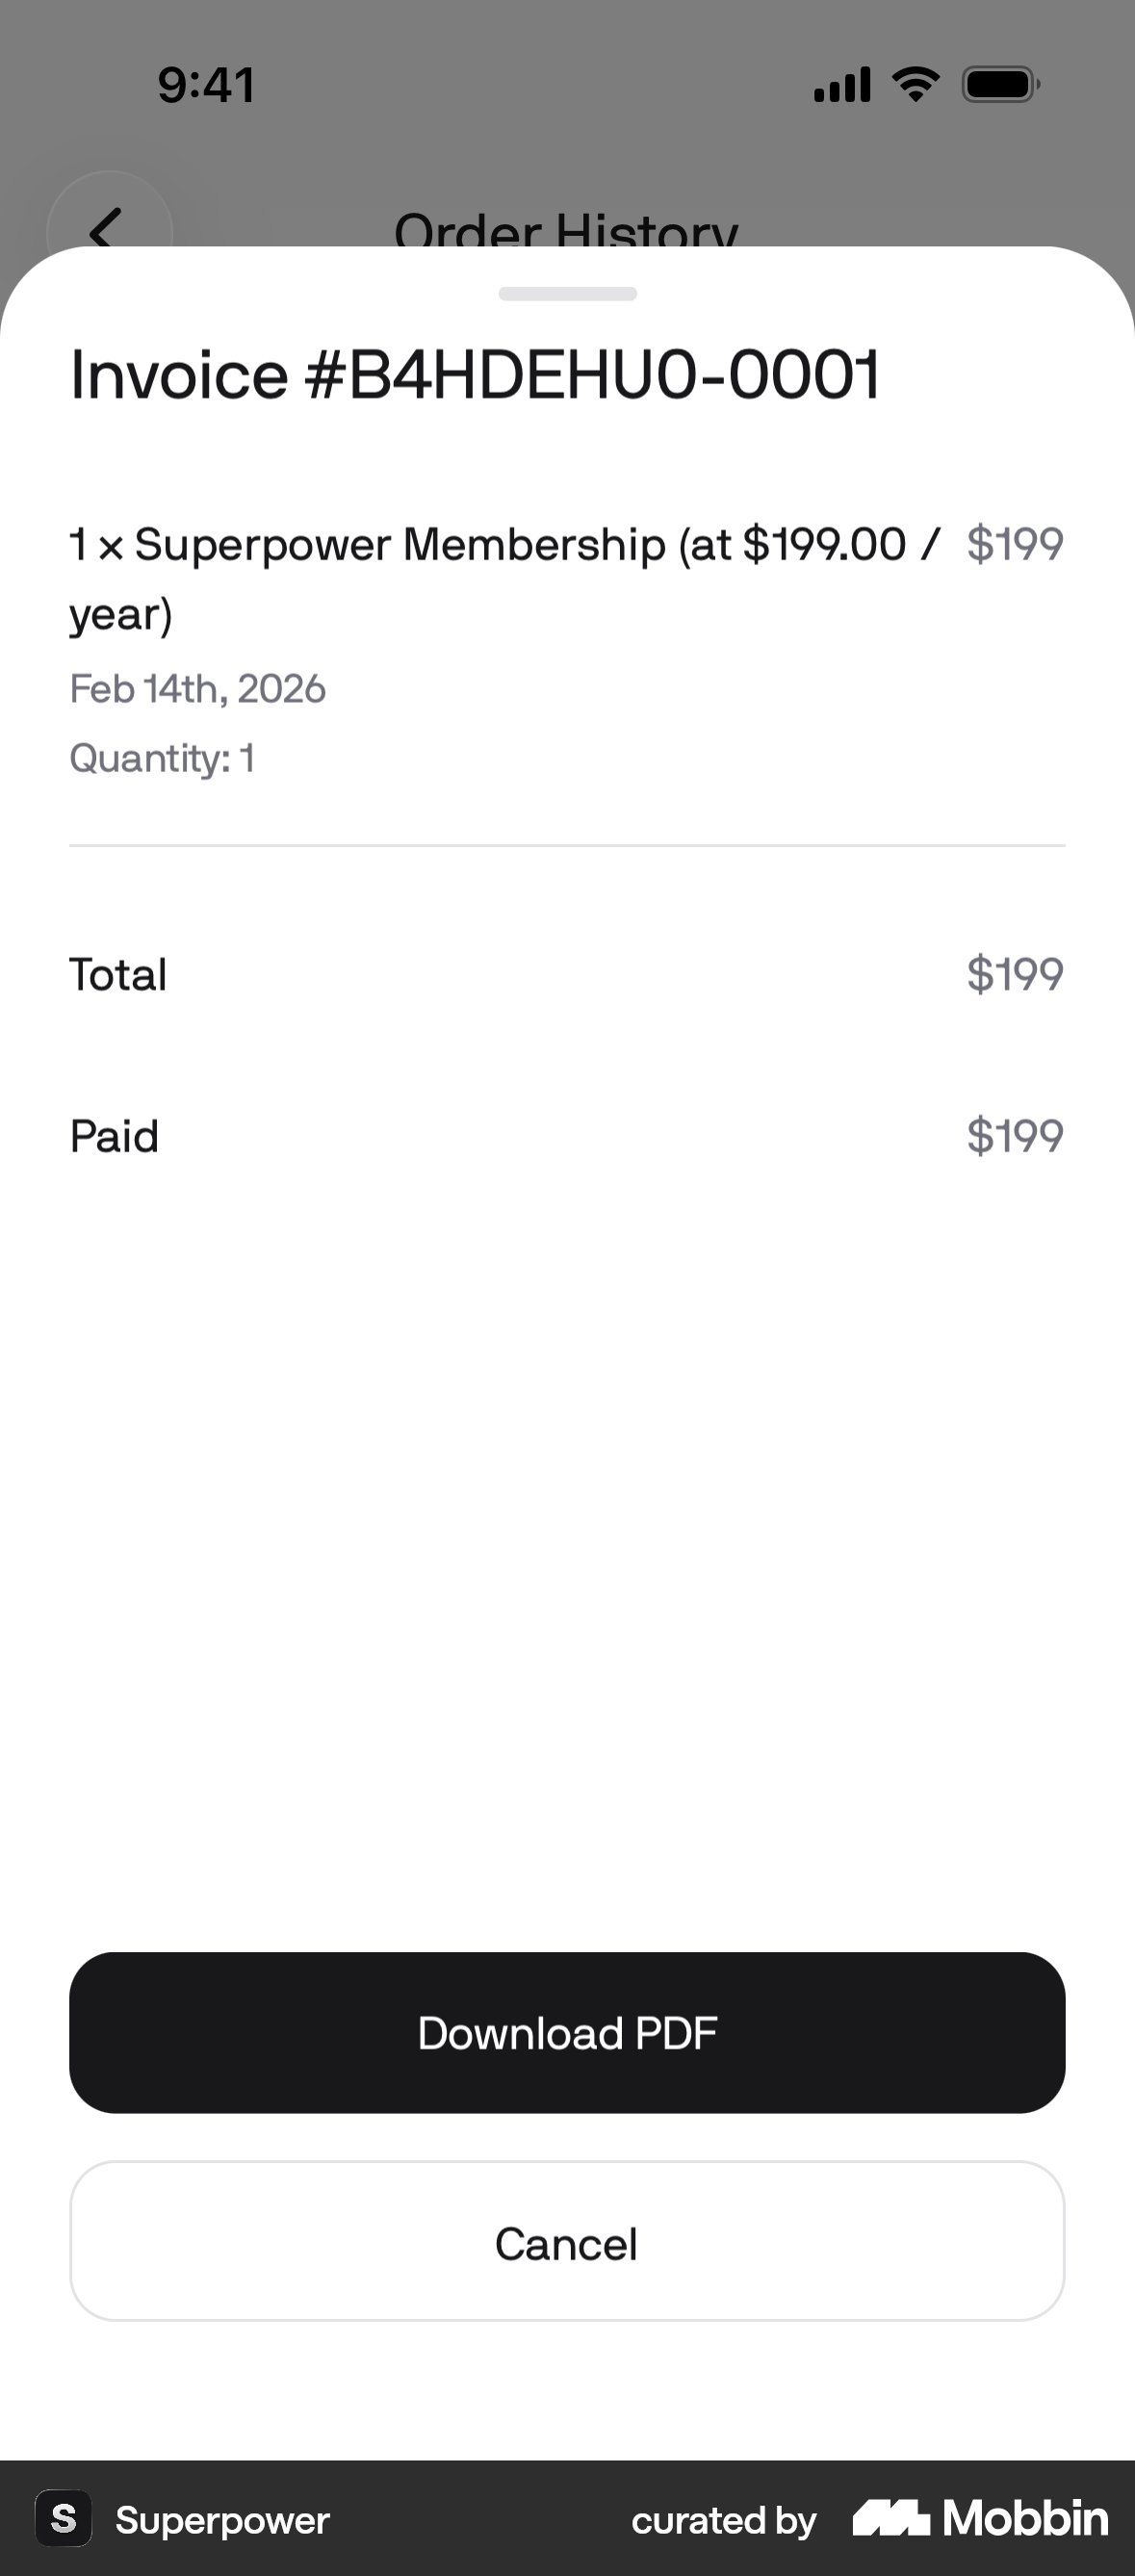 9:41
Order History
Invoice #B4HDEHU0-0001
1 × Superpower Membership (at $199.00 / $199
year)
Feb 14th, 2026
Quantity: 1
Total $199
Paid $199
Download PDF
Cancel
S Superpower curated by Mobbin